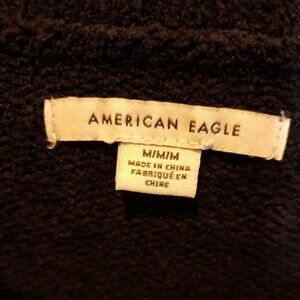 AMERICAN EAGLE
M/M/M
MADE IN CHINA
FABRIQUÉ EN
CHINE